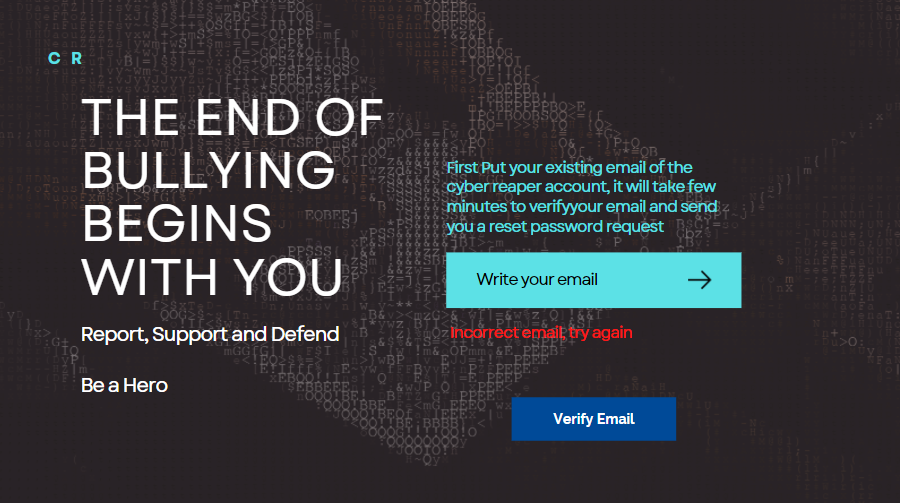 C R
THE END OF
BULLYING
BEGINS
WITH YOU
Report, Support and Defend
Be a Hero
First Put your existing email of the
cyber reaper account, it will take few
minutes to verifyyour email and send
you a reset password request
Write your email
Incorrect email, try again
Verify Email